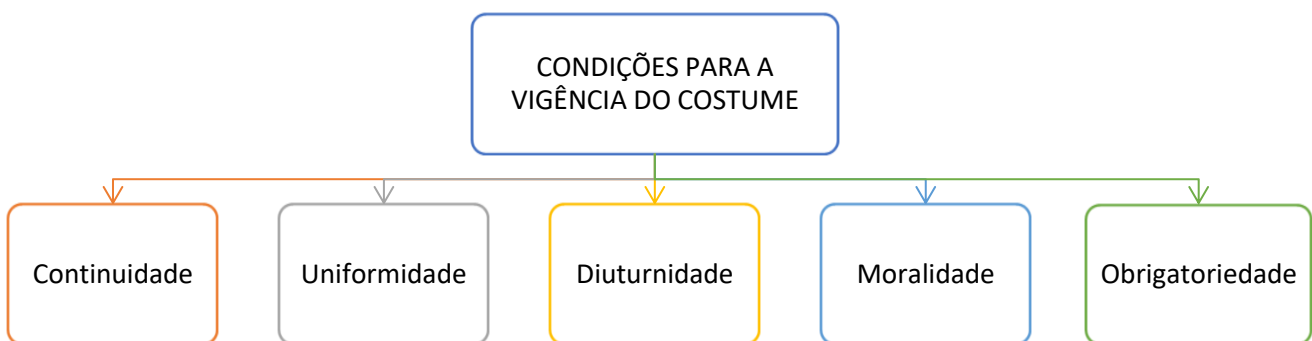 CONDIÇÕES PARA A
VIGÊNCIA DO COSTUME
Continuidade
Uniformidade
Diuturnidade
Moralidade
Obrigatoriedade